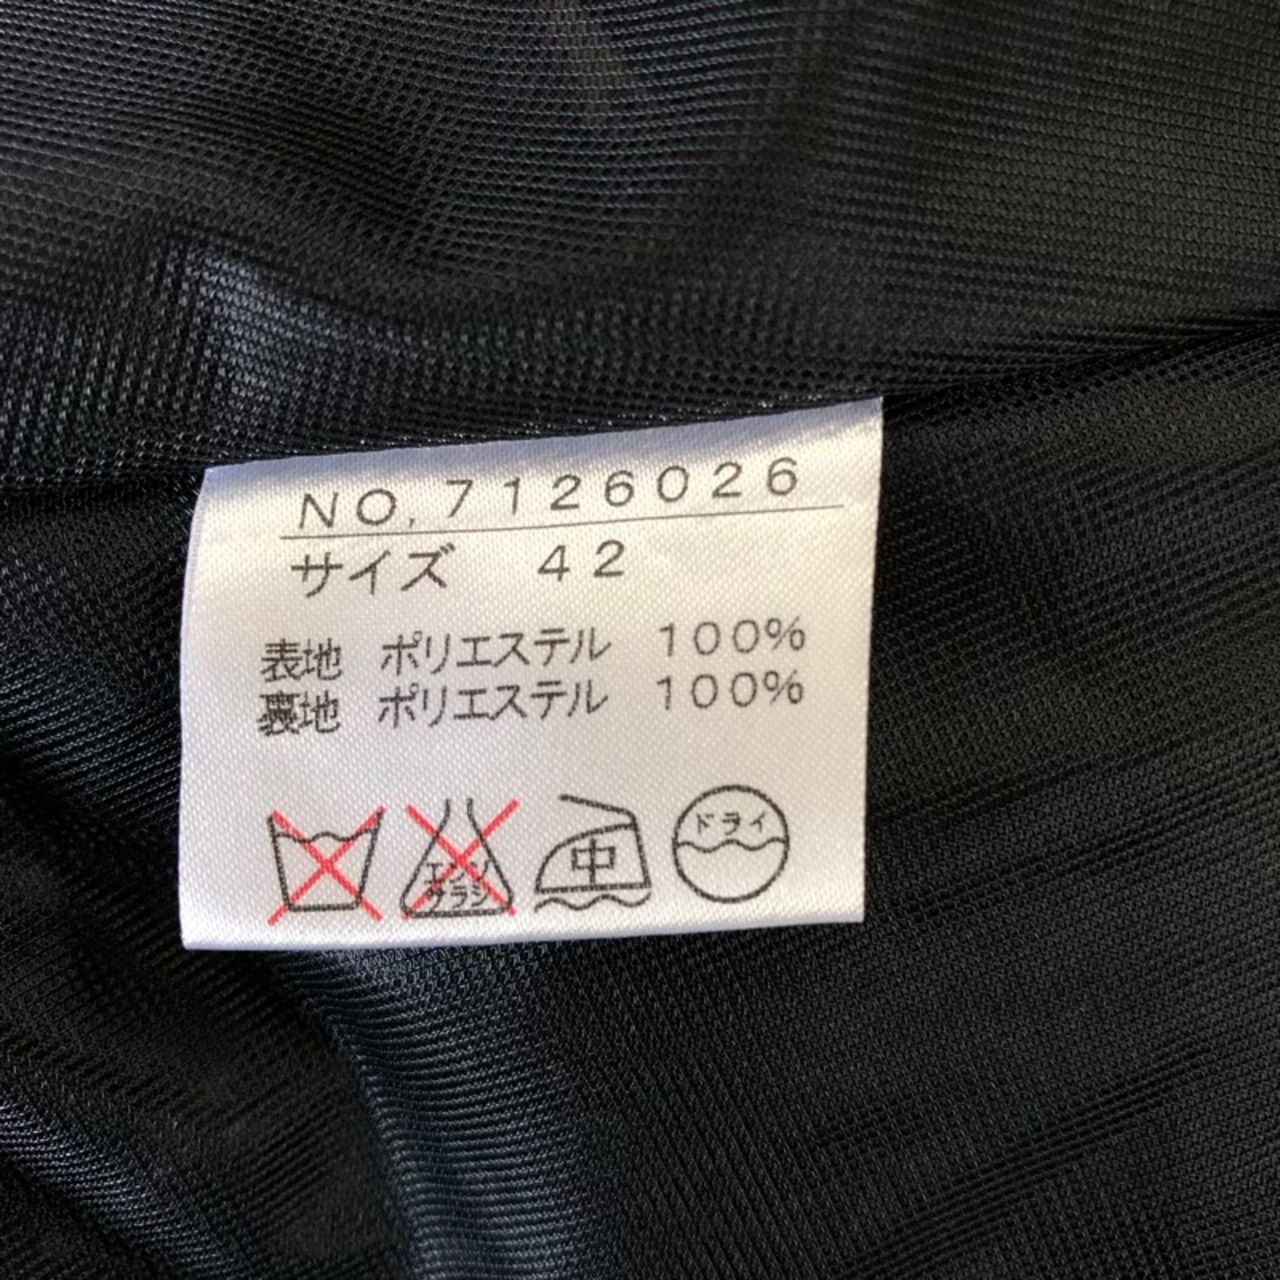 NO,7126026
サイズ 42
表地 ポリエステル 100%
裏地 ポリエステル 100%
エンソ
サラシ
中
ドライ